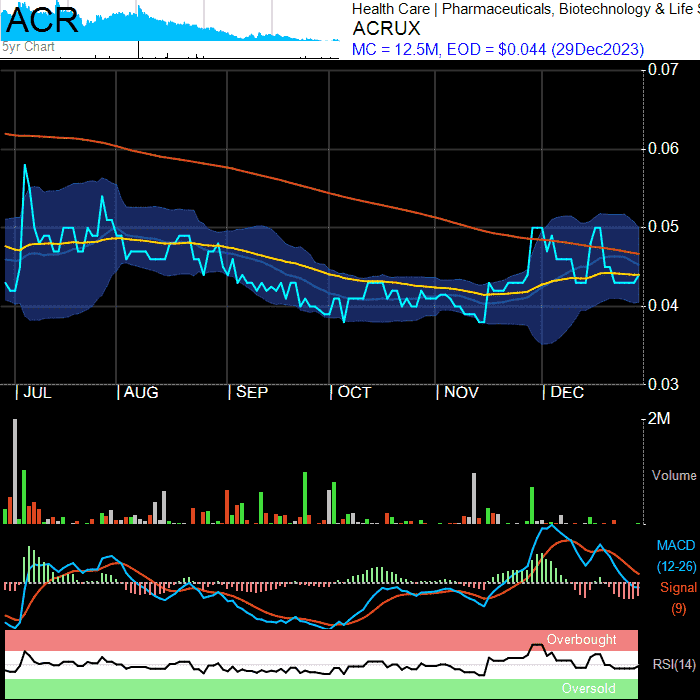 ACR
5yr Chart
Health Care | Pharmaceuticals, Biotechnology & Life S
ACRUX
MC = 12.5M, EOD = $0.044 (29Dec2023)
0.07
0.06
0.05
0.04
0.03
JUL AUG SEP OCT NOV DEC
2M
Volume
MACD
(12-26)
Signal
(9)
Overbought
RSI(14)
Oversold